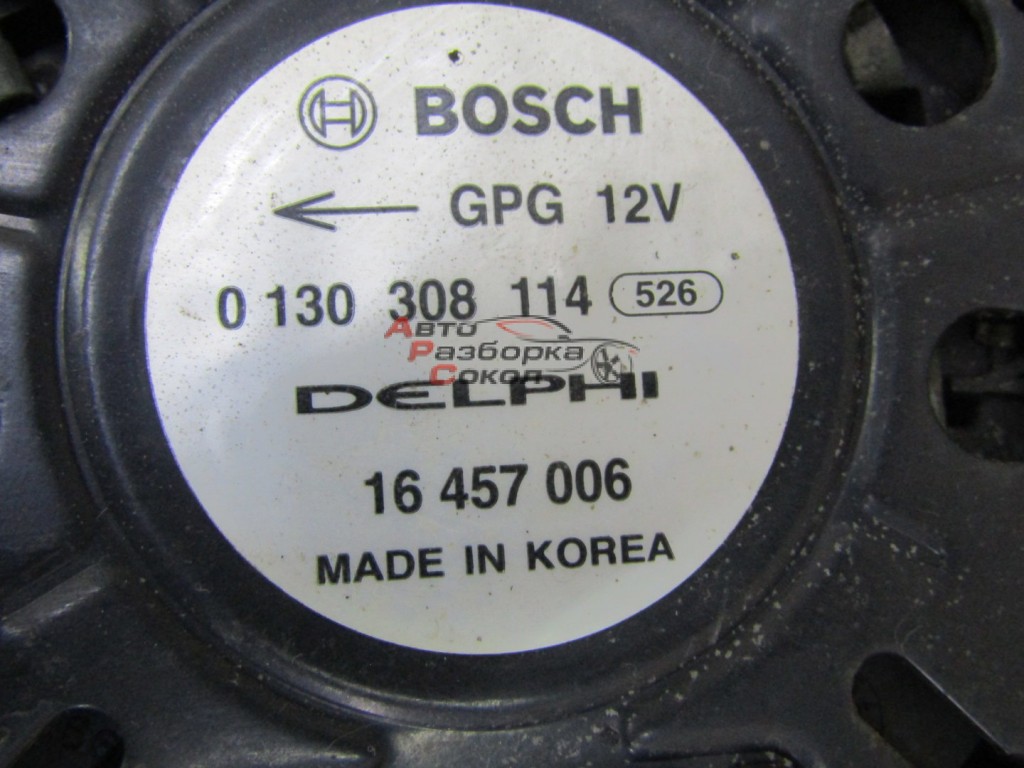 BOSCH
GPG 12V
0 130 308 114 526
Авто
Разборка
Сокол
DELPHI
16 457 006
MADE IN KOREA